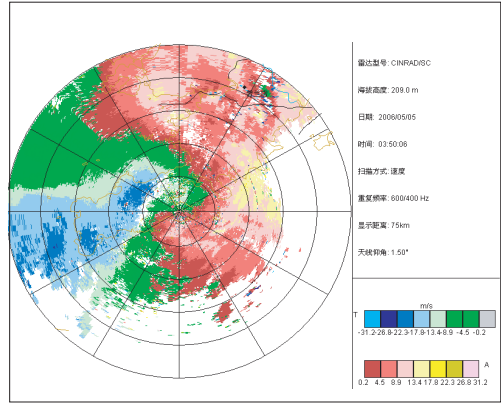 雷达型号: CINRAD/SC
海拔高度: 209.0 m
日期: 2006/05/05
时间: 03:50:06
扫描方式: 速度
重复频率: 600/400 Hz
显示距离: 75km
天线仰角: 1.50°
m/s
T
-31.2-26.8-22.3-17.8-13.4-8.9 -4.5 -0.2
A
0.2 4.5 8.9 13.4 17.8 22.3 26.8 31.2